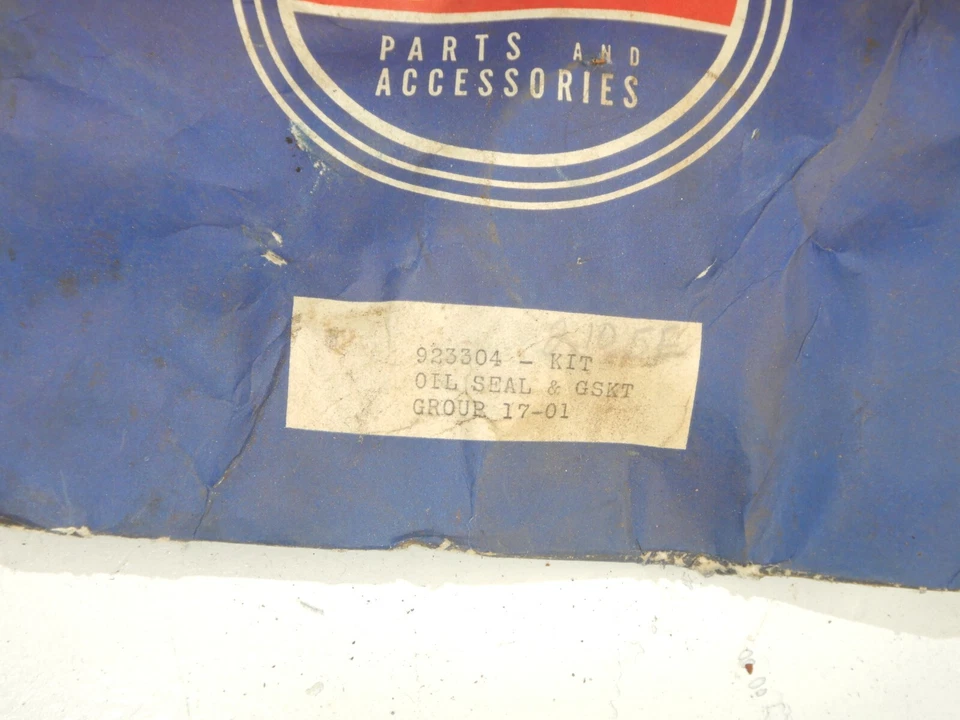 PARTS AND
ACCESSORIES
923304 - KIT
OIL SEAL & GSKT
GROUP 17-01